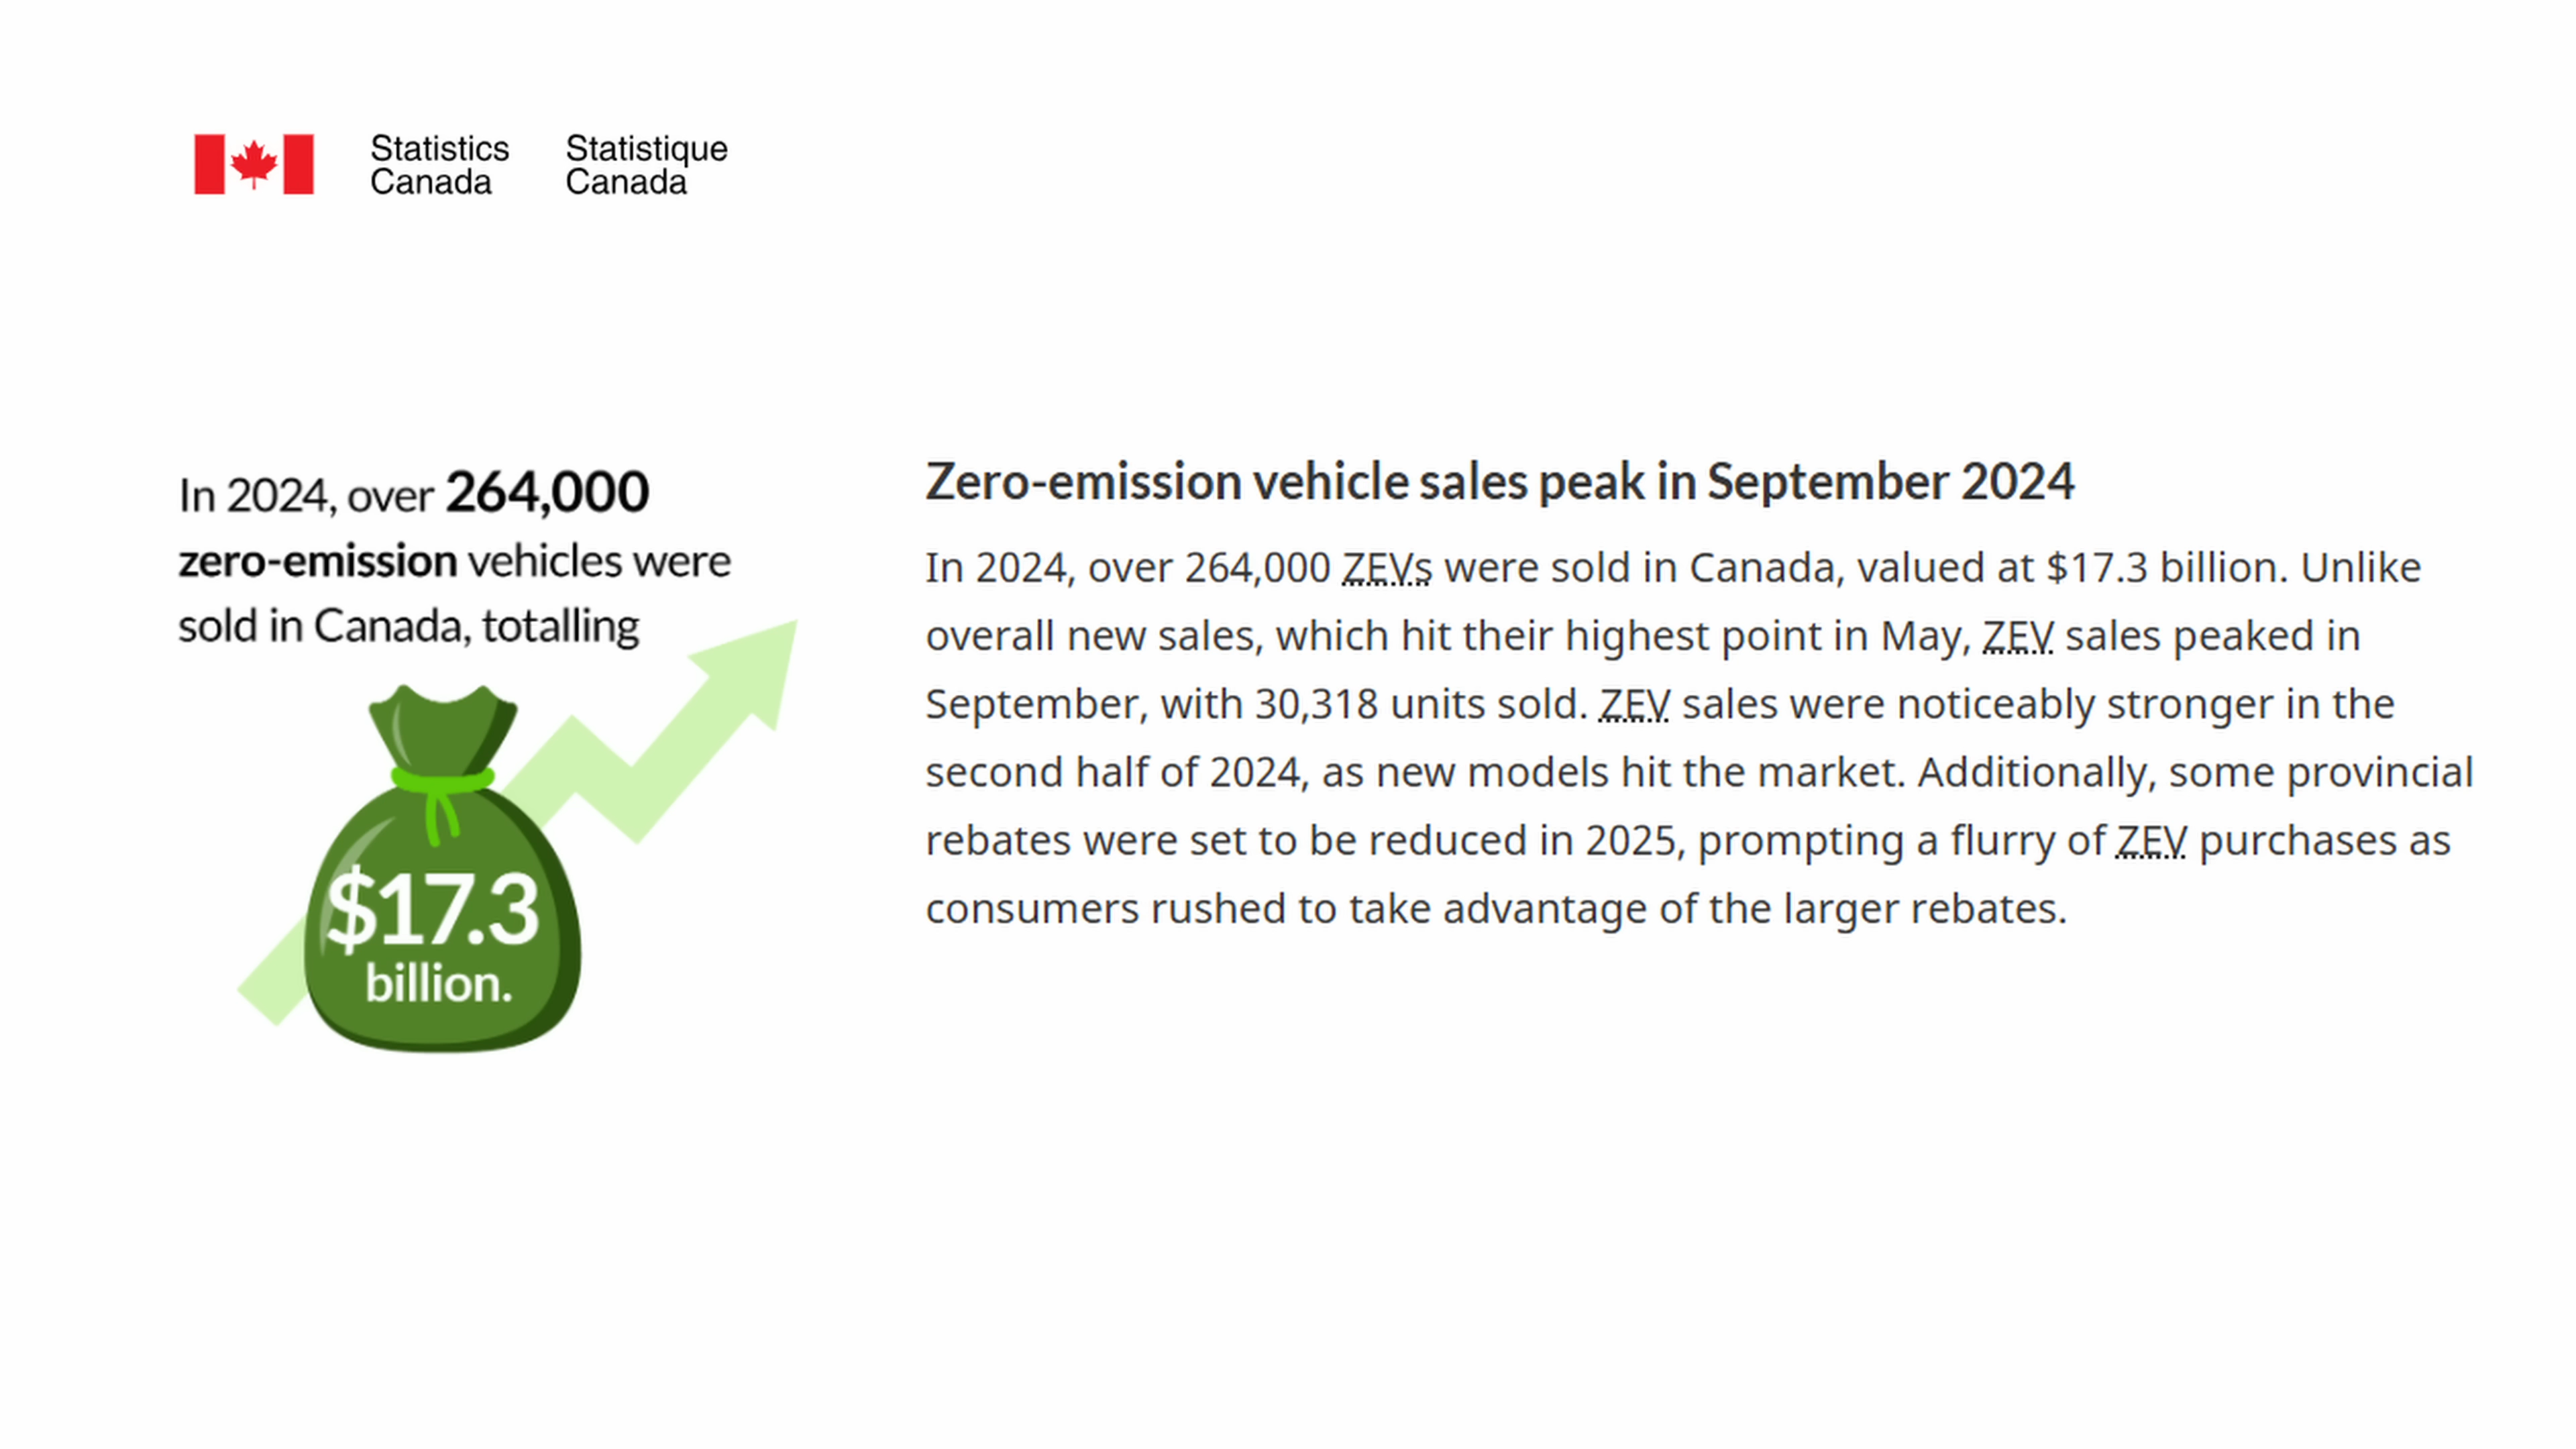 Statistics Canada
Statistique Canada
In 2024, over 264,000
zero-emission vehicles were
sold in Canada, totalling
$17.3
billion.
Zero-emission vehicle sales peak in September 2024
In 2024, over 264,000 ZEVs were sold in Canada, valued at $17.3 billion. Unlike
overall new sales, which hit their highest point in May, ZEV sales peaked in
September, with 30,318 units sold. ZEV sales were noticeably stronger in the
second half of 2024, as new models hit the market. Additionally, some provincial
rebates were set to be reduced in 2025, prompting a flurry of ZEV purchases as
consumers rushed to take advantage of the larger rebates.